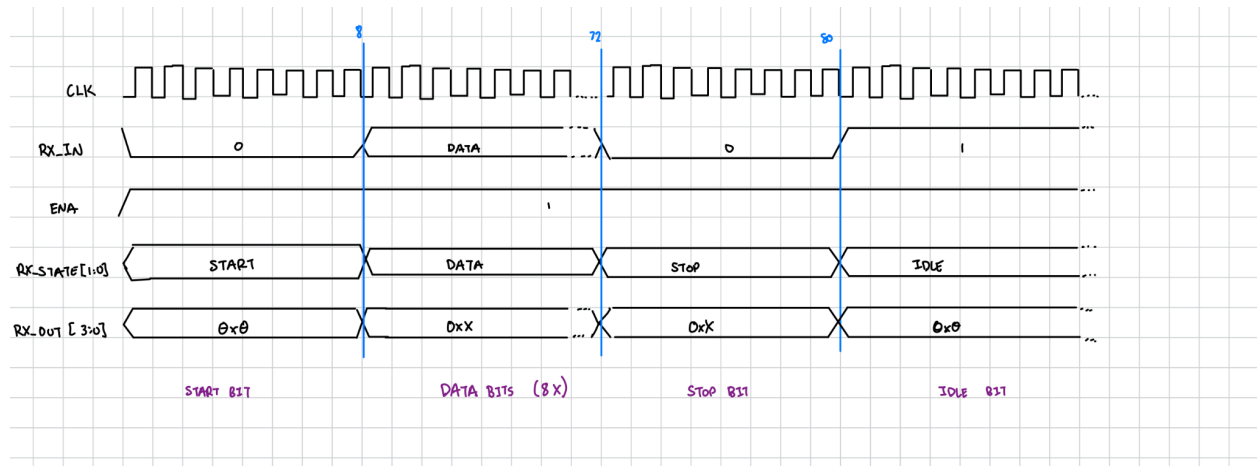 8 72 80
CLK
RX_IN 0 DATA 0 1
ENA 1
RX_STATE[1:0] START DATA STOP IDLE
RX_OUT [3:0] 0x0 0xX 0xX 0x0
START BIT DATA BITS (8X) STOP BIT IDLE BIT